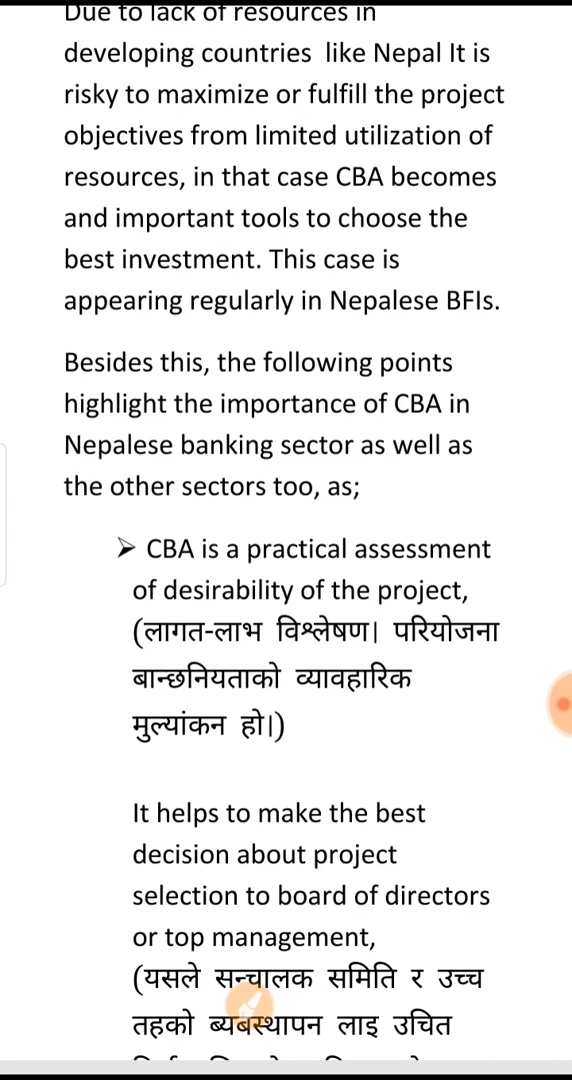 Due to lack of resources in
developing countries like Nepal It is
risky to maximize or fulfill the project
objectives from limited utilization of
resources, in that case CBA becomes
and important tools to choose the
best investment. This case is
appearing regularly in Nepalese BFIs.
Besides this, the following points
highlight the importance of CBA in
Nepalese banking sector as well as
the other sectors too, as;
➢ CBA is a practical assessment
of desirability of the project,
(लागत-लाभ विश्लेषण। परियोजना
बान्छनियताको व्यावहारिक
मुल्यांकन हो।)
It helps to make the best
decision about project
selection to board of directors
or top management,
(यसले सन्चालक समिति र उच्च
तहको ब्यबस्थापन लाइ उचित